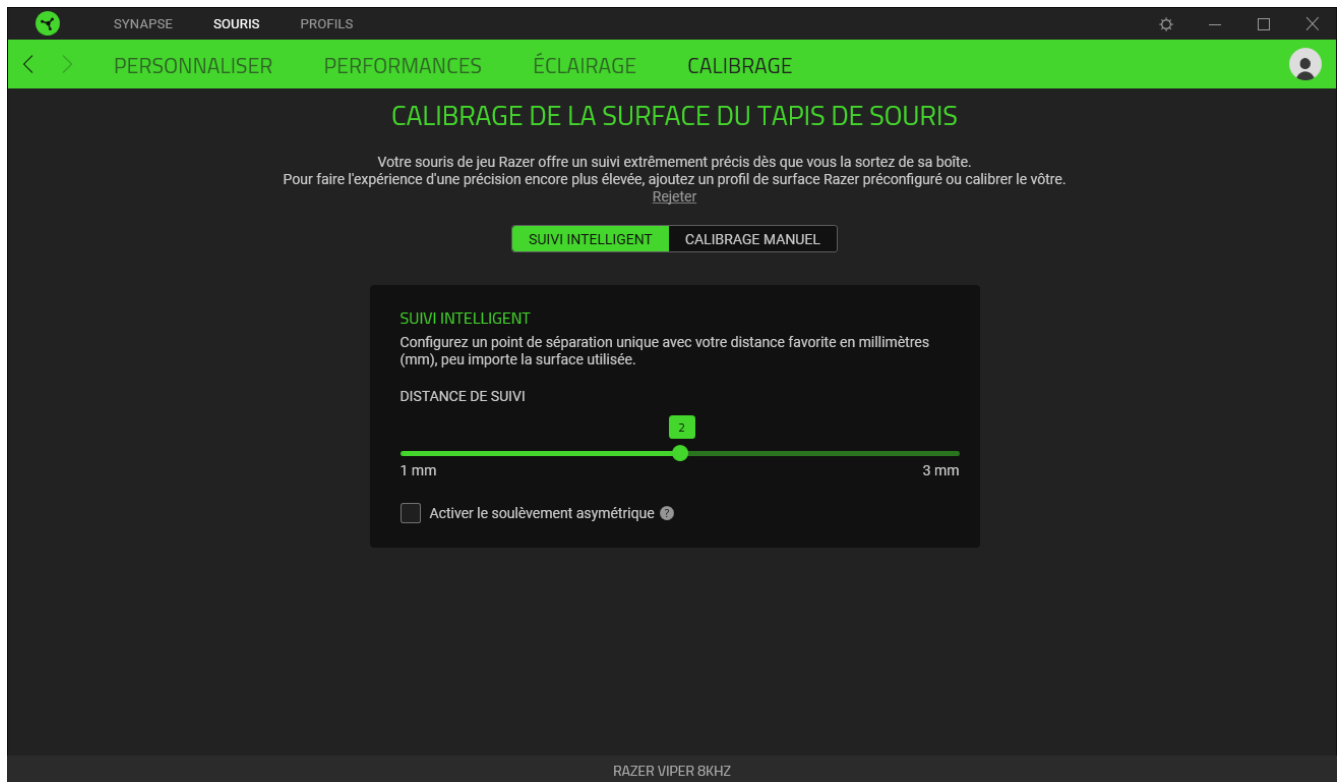 SYNAPSE SOURIS PROFILS
PERSONNALISER PERFORMANCES ÉCLAIRAGE CALIBRAGE
CALIBRAGE DE LA SURFACE DU TAPIS DE SOURIS
Votre souris de jeu Razer offre un suivi extrêmement précis dès que vous la sortez de sa boîte.
Pour faire l'expérience d'une précision encore plus élevée, ajoutez un profil de surface Razer préconfiguré ou calibrer le vôtre.
Rejeter
SUIVI INTELLIGENT CALIBRAGE MANUEL
SUIVI INTELLIGENT
Configurez un point de séparation unique avec votre distance favorite en millimètres
(mm), peu importe la surface utilisée.
DISTANCE DE SUIVI
2
1 mm 3 mm
Activer le soulèvement asymétrique ?
RAZER VIPER 8KHZ